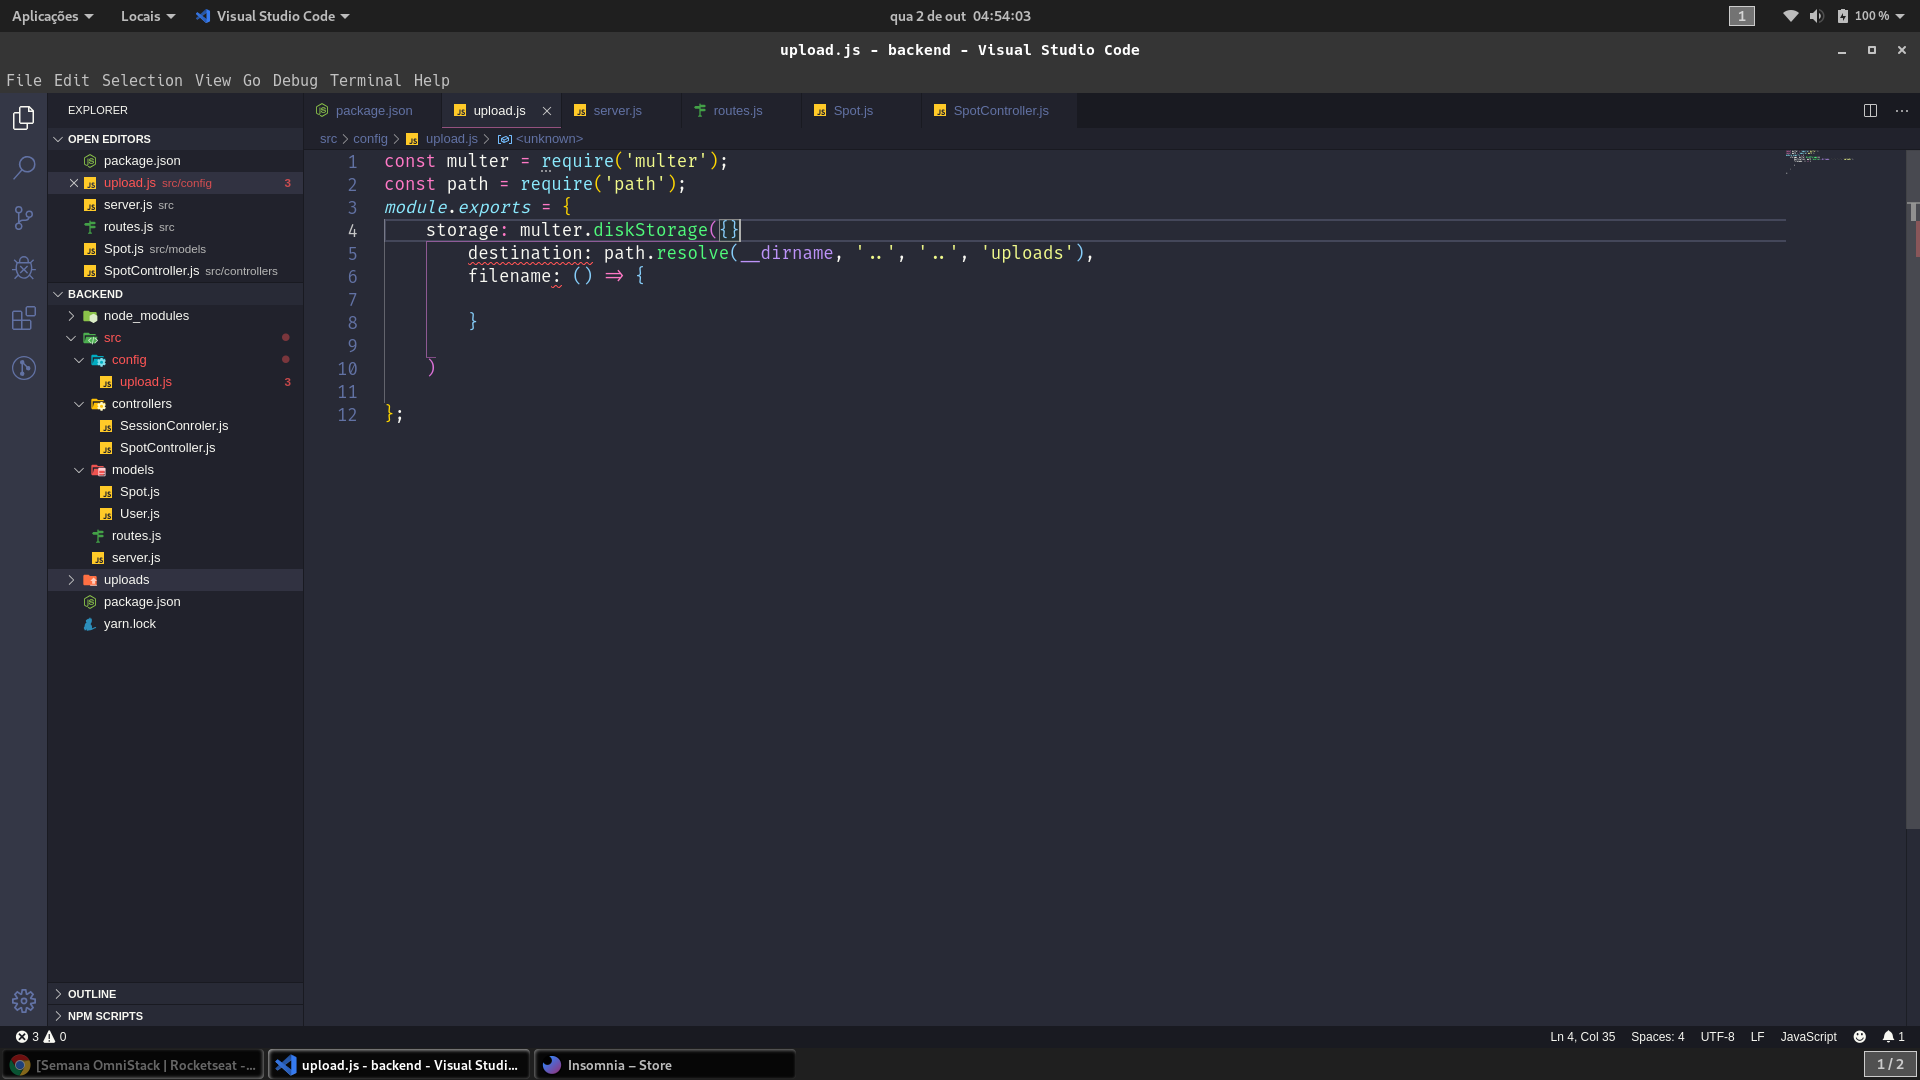 Aplicações
Locais
Visual Studio Code
qua 2 de out 04:54:03
1
100 %
upload.js - backend - Visual Studio Code
File Edit Selection View Go Debug Terminal Help
EXPLORER
OPEN EDITORS
package.json
upload.js src/config 3
server.js src
routes.js src
Spot.js src/models
SpotController.js src/controllers
BACKEND
node_modules
src
config
upload.js 3
controllers
SessionConroler.js
SpotController.js
models
Spot.js
User.js
routes.js
server.js
uploads
package.json
yarn.lock
OUTLINE
NPM SCRIPTS
package.json
upload.js
server.js
routes.js
Spot.js
SpotController.js
src > config > upload.js > <unknown>
1 const multer = require('multer');
2 const path = require('path');
3 module.exports = {
4     storage: multer.diskStorage({}
5         destination: path.resolve(__dirname, '..', '..', 'uploads'),
6         filename: () => {
7
8         }
9
10     )
11
12 };
3 0
Ln 4, Col 35 Spaces: 4 UTF-8 LF JavaScript 1
[Semana OmniStack | Rocketseat -...
upload.js - backend - Visual Studi...
Insomnia – Store
1 / 2